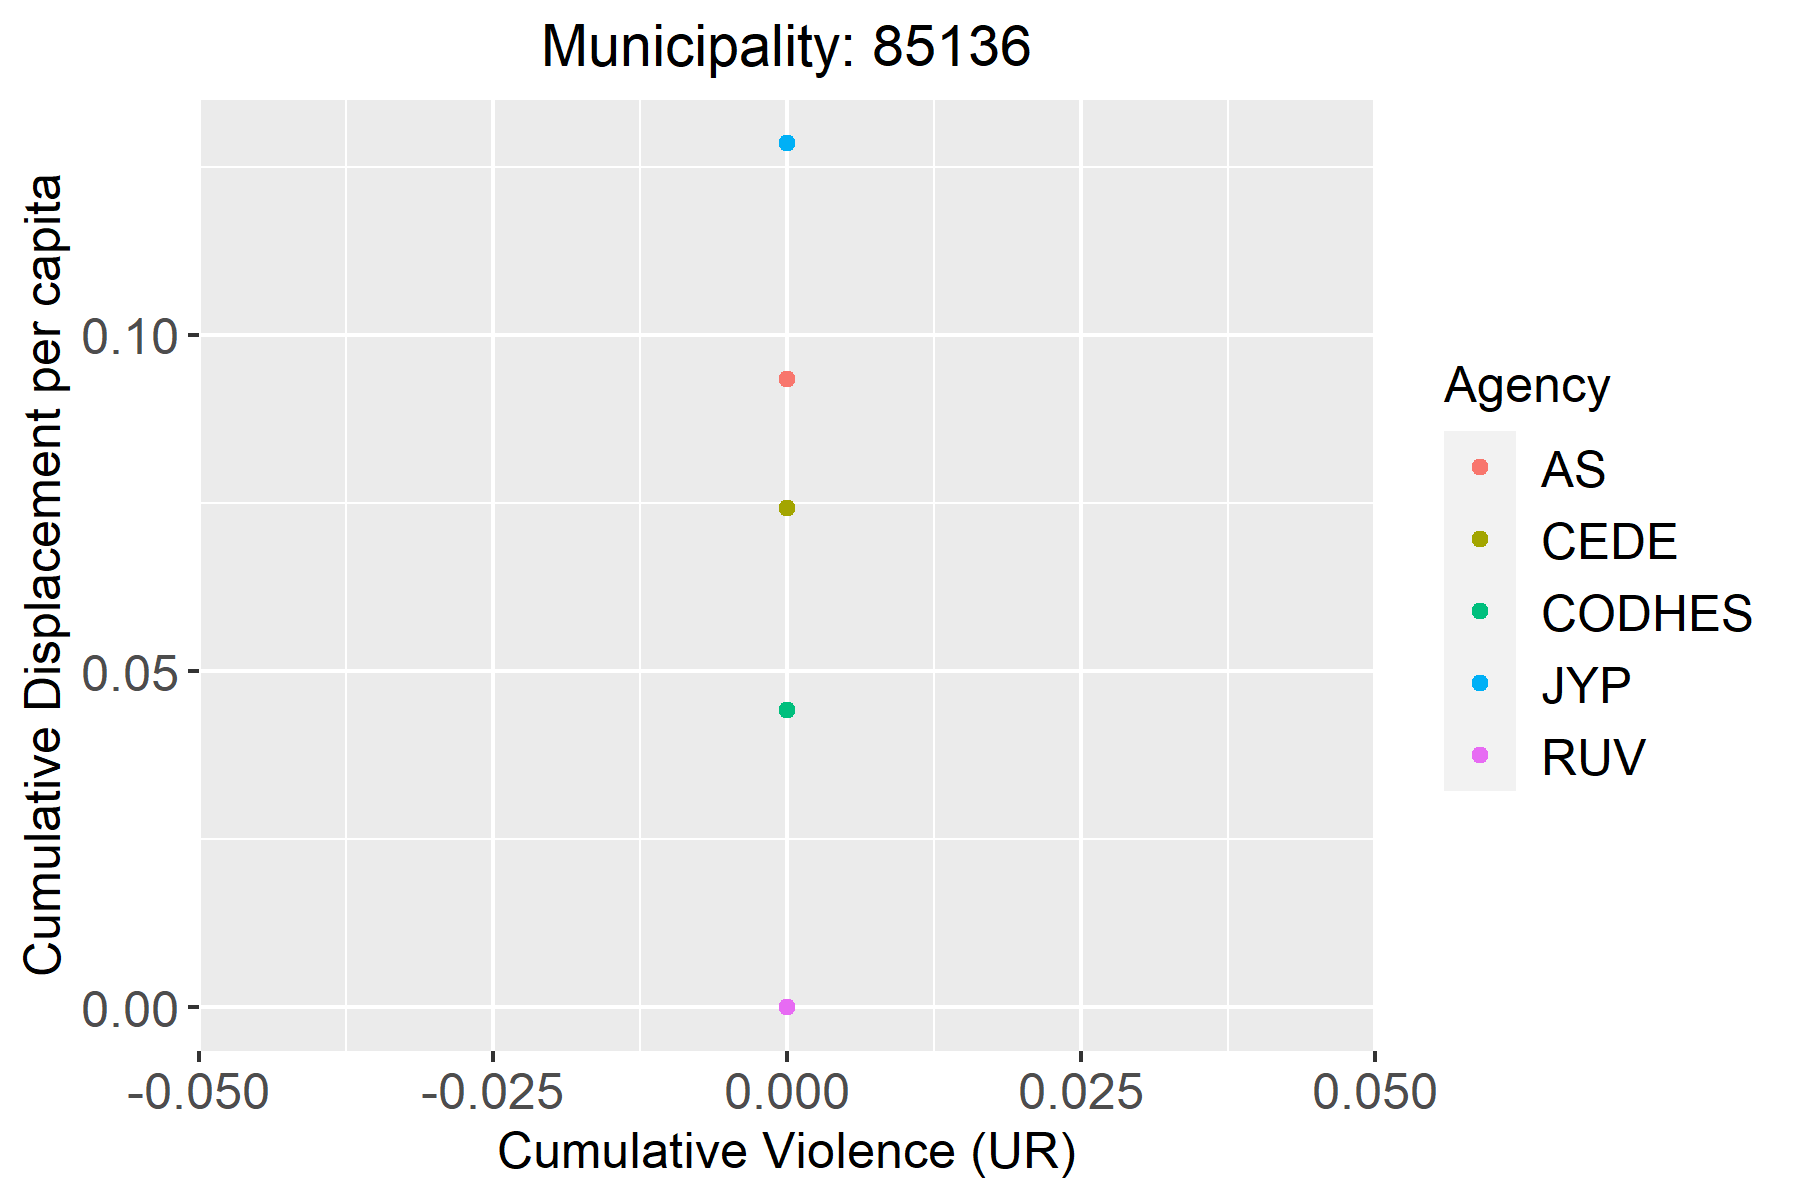 Municipality: 85136
Cumulative Displacement per capita
0.10
0.05
0.00
-0.050
-0.025
0.000
0.025
0.050
Cumulative Violence (UR)
Agency
AS
CEDE
CODHES
JYP
RUV